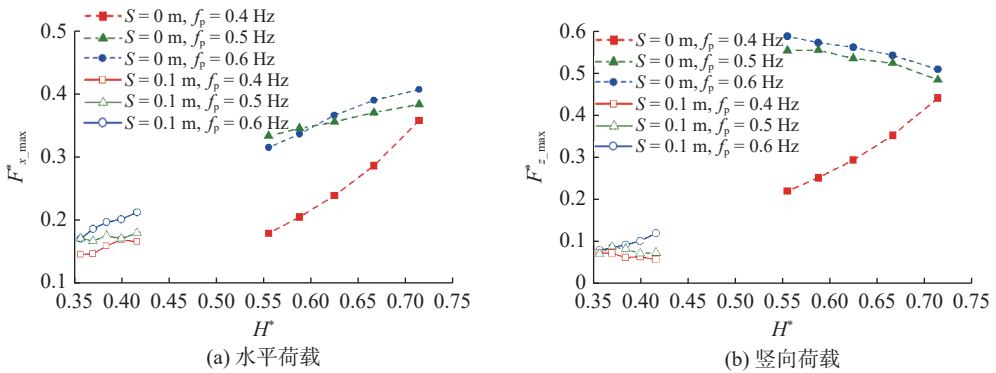 0.5
0.4
0.3
0.2
0.1
F*x_max
S = 0 m, fp = 0.4 Hz
S = 0 m, fp = 0.5 Hz
S = 0 m, fp = 0.6 Hz
S = 0.1 m, fp = 0.4 Hz
S = 0.1 m, fp = 0.5 Hz
S = 0.1 m, fp = 0.6 Hz
0.35 0.40 0.45 0.50 0.55 0.60 0.65 0.70 0.75
H*
(a) 水平荷载
0.6
0.5
0.4
0.3
0.2
0.1
0
F*z_max
S = 0 m, fp = 0.4 Hz
S = 0 m, fp = 0.5 Hz
S = 0 m, fp = 0.6 Hz
S = 0.1 m, fp = 0.4 Hz
S = 0.1 m, fp = 0.5 Hz
S = 0.1 m, fp = 0.6 Hz
0.35 0.40 0.45 0.50 0.55 0.60 0.65 0.70 0.75
H*
(b) 竖向荷载